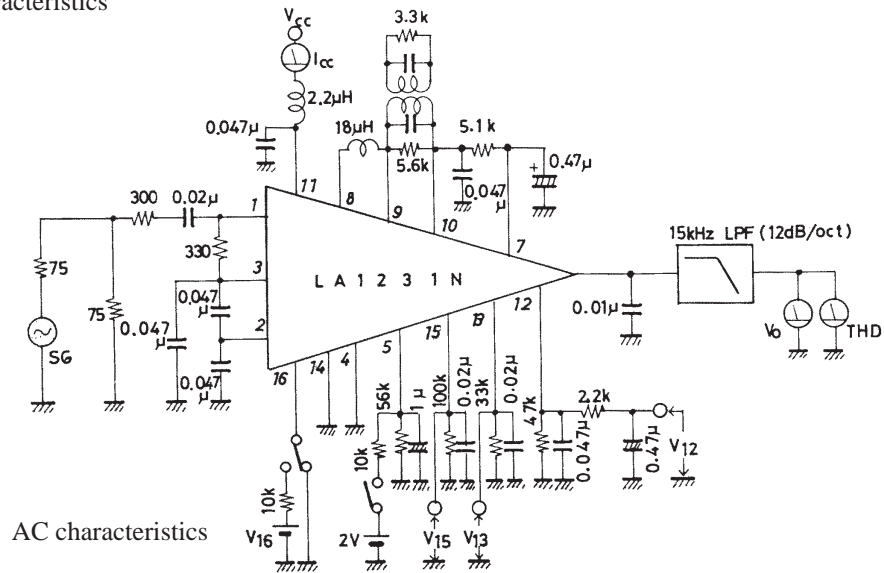 racteristics
Vcc
Icc
2.2μH
0.047μ
3.3k
18μH
5.6k
5.1k
0.047
μ
+
0.47μ
11
8
9
10
7
300
0.02μ
1
330
3
75
75
0.047
μ
0.047
μ
2
0.047
μ
SG
LA1231N
15kHz LPF (12dB/oct)
0.01μ
Vo
THD
16
14
4
5
15
13
12
56k
1μ
100k
0.02μ
33k
0.02μ
47k
0.047μ
2.2k
0.47μ
V12
10k
10k
V16
2V
V15
V13
AC characteristics